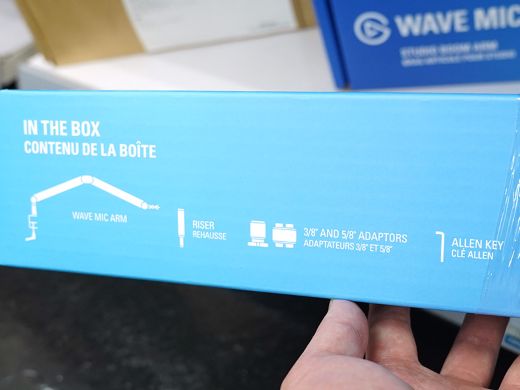 WAVE MIC
STUDIO BOOM ARM
IN THE BOX
CONTENU DE LA BOÎTE
WAVE MIC ARM
RISER
REHAUSSE
3/8" AND 5/8" ADAPTORS
ADAPTATEURS 3/8" ET 5/8"
ALLEN KEY
CLÉ ALLEN